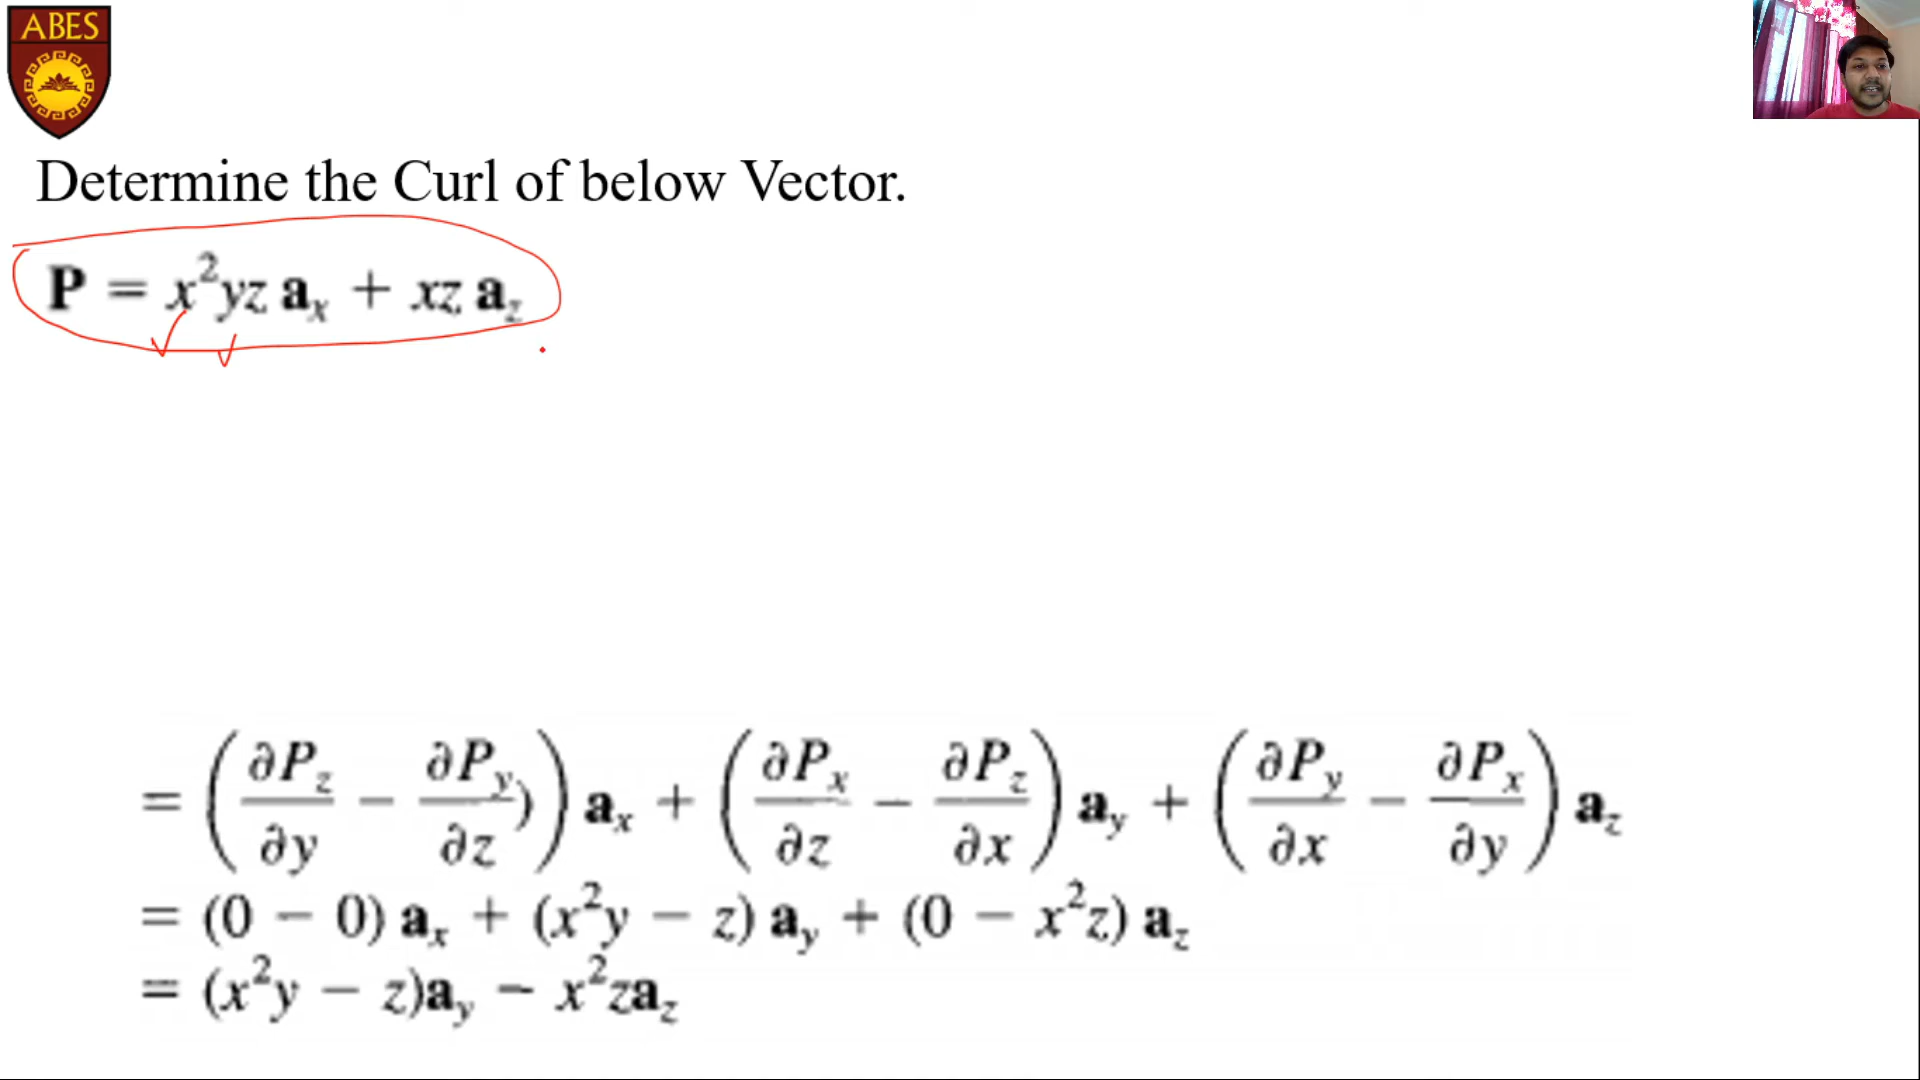 ABES
Determine the Curl of below Vector.
P = x²yz aₓ + xz a_z
= (∂P_z/∂y − ∂P_y/∂z)) aₓ + (∂Pₓ/∂z − ∂P_z/∂x) a_y + (∂P_y/∂x − ∂Pₓ/∂y) a_z
= (0 − 0) aₓ + (x²y − z) a_y + (0 − x²z) a_z
= (x²y − z)a_y − x²za_z